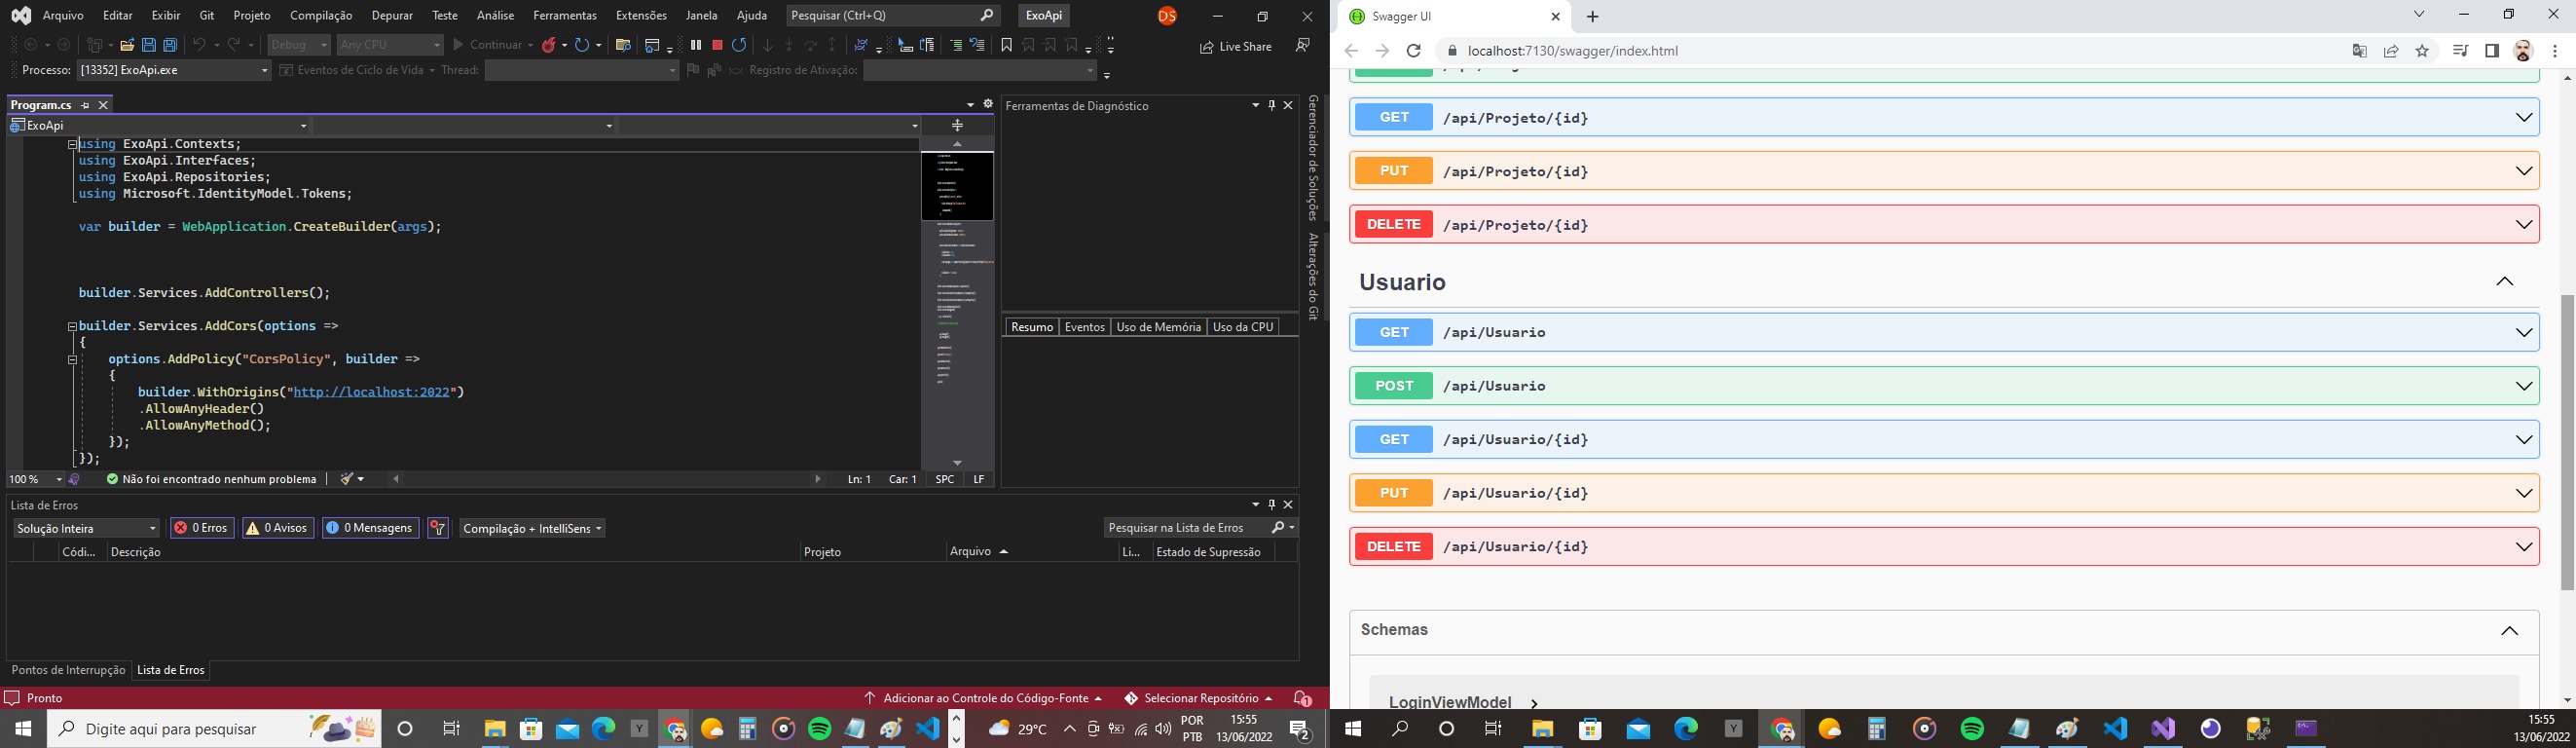 Arquivo Editar Exibir Git Projeto Compilação Depurar Teste Análise Ferramentas Extensões Janela Ajuda Pesquisar (Ctrl+Q) ExoApi DS
Debug Any CPU Continuar Live Share
Processo: [13352] ExoApi.exe Eventos de Ciclo de Vida Thread: Registro de Ativação:
Program.cs
ExoApi
using ExoApi.Contexts;
using ExoApi.Interfaces;
using ExoApi.Repositories;
using Microsoft.IdentityModel.Tokens;
var builder = WebApplication.CreateBuilder(args);
builder.Services.AddControllers();
builder.Services.AddCors(options =>
{
options.AddPolicy("CorsPolicy", builder =>
{
builder.WithOrigins("http://localhost:2022")
.AllowAnyHeader()
.AllowAnyMethod();
});
});
100 % Não foi encontrado nenhum problema Ln: 1 Car: 1 SPC LF
Ferramentas de Diagnóstico
Resumo Eventos Uso de Memória Uso da CPU
Gerenciador de Soluções
Alterações do Git
Lista de Erros
Solução Inteira 0 Erros 0 Avisos 0 Mensagens Compilação + IntelliSens Pesquisar na Lista de Erros
Códi... Descrição Projeto Arquivo Li... Estado de Supressão
Pontos de Interrupção Lista de Erros
Pronto Adicionar ao Controle do Código-Fonte Selecionar Repositório 1
Digite aqui para pesquisar Y 29°C POR PTB 15:55 13/06/2022 2
Swagger UI
localhost:7130/swagger/index.html
GET /api/Projeto/{id}
PUT /api/Projeto/{id}
DELETE /api/Projeto/{id}
Usuario
GET /api/Usuario
POST /api/Usuario
GET /api/Usuario/{id}
PUT /api/Usuario/{id}
DELETE /api/Usuario/{id}
Schemas
LoginViewModel
Y 15:55
13/06/2022